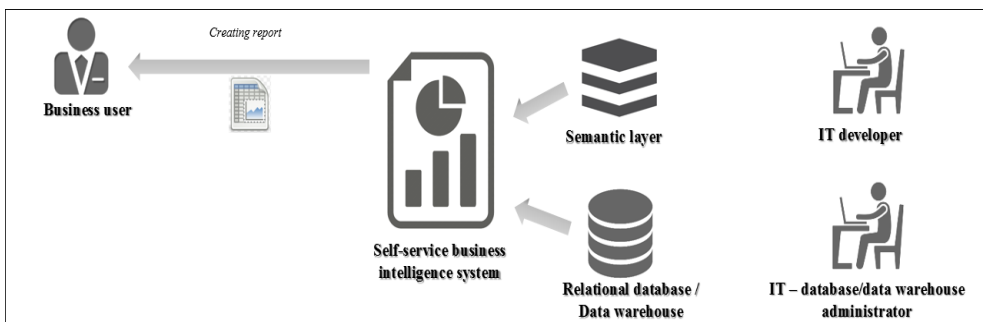 Creating report
Business user
Semantic layer
IT developer
Self-service business
intelligence system
Relational database /
Data warehouse
IT – database/data warehouse
administrator